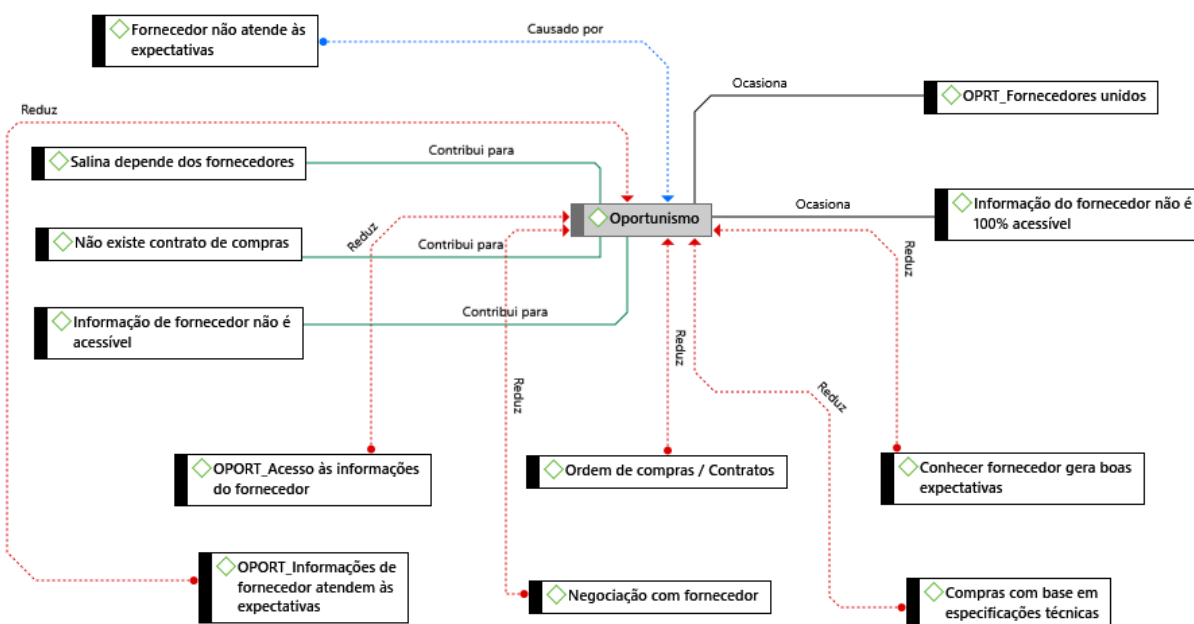 Fornecedor não atende às
expectativas
Causado por
Ocasiona
OPRT_Fornecedores unidos
Reduz
Salina depende dos fornecedores
Contribui para
Oportunismo
Ocasiona
Informação do fornecedor não é
100% acessível
Não existe contrato de compras
Contribui para
Reduz
Reduz
Informação de fornecedor não é
acessível
Contribui para
Reduz
Reduz
Reduz
OPORT_Acesso às informações
do fornecedor
Ordem de compras / Contratos
Conhecer fornecedor gera boas
expectativas
OPORT_Informações de
fornecedor atendem às
expectativas
Negociação com fornecedor
Compras com base em
especificações técnicas